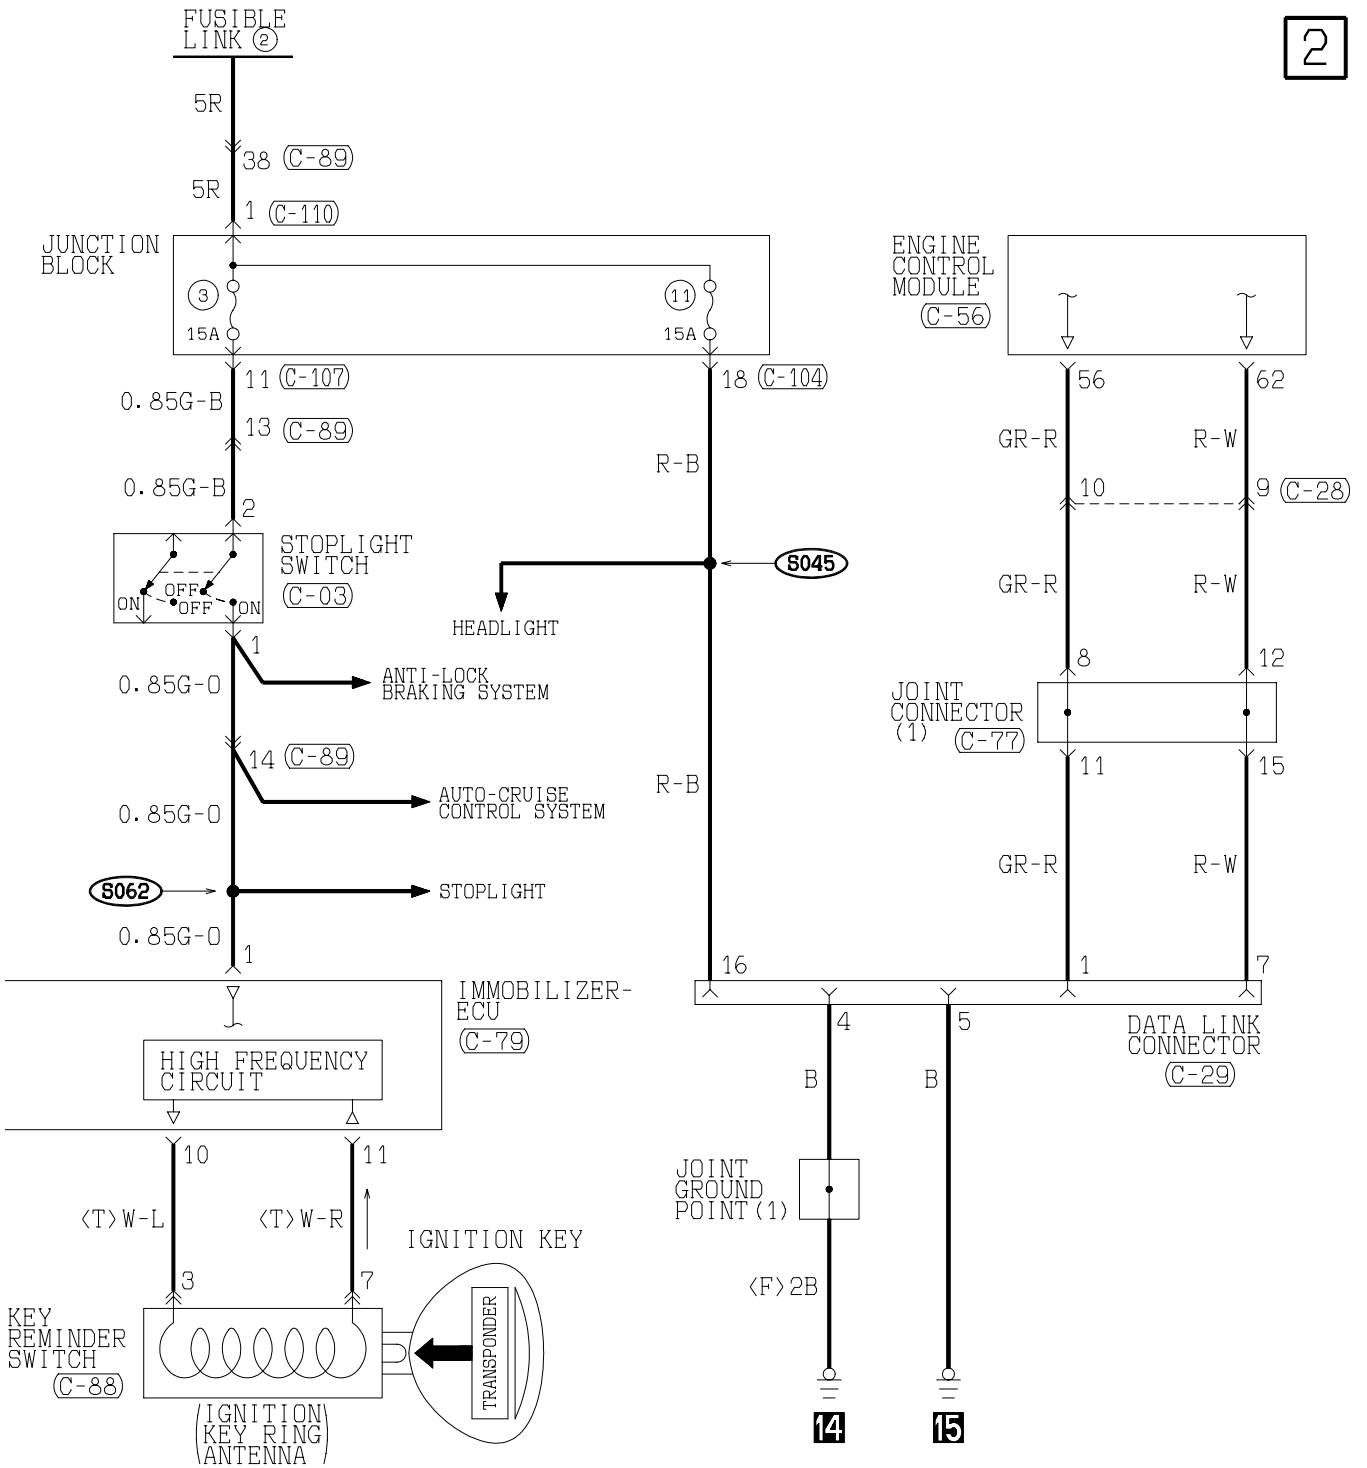 FUSIBLE
LINK 2
2
5R
38 (C-89)
5R
1 (C-110)
JUNCTION
BLOCK
3
15A
11
15A
ENGINE
CONTROL
MODULE
(C-56)
11 (C-107)
18 (C-104)
56
62
0.85G-B
13 (C-89)
GR-R
R-W
R-B
0.85G-B
2
10
9 (C-28)
STOPLIGHT
SWITCH
(C-03)
OFF
ON
OFF
ON
S045
GR-R
R-W
HEADLIGHT
1
8
12
0.85G-O
ANTI-LOCK
BRAKING SYSTEM
JOINT
CONNECTOR
(1) (C-77)
14 (C-89)
11
15
R-B
0.85G-O
AUTO-CRUISE
CONTROL SYSTEM
GR-R
R-W
S062
STOPLIGHT
0.85G-O
1
16
1
7
IMMOBILIZER-
ECU
(C-79)
4
5
DATA LINK
CONNECTOR
(C-29)
HIGH FREQUENCY
CIRCUIT
B
B
10
11
JOINT
GROUND
POINT(1)
<T>W-L
<T>W-R
IGNITION KEY
3
7
<F>2B
KEY
REMINDER
SWITCH
(C-88)
TRANSPONDER
(IGNITION
KEY RING
ANTENNA)
14
15